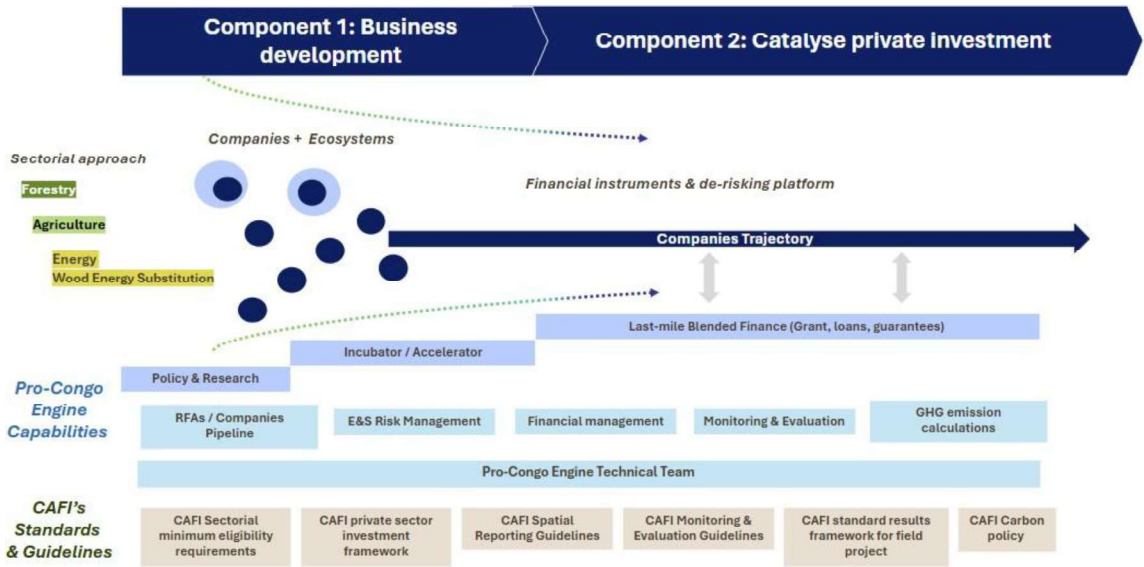 Component 1: Business
development
Component 2: Catalyse private investment
Companies + Ecosystems
Sectorial approach
Forestry
Agriculture
Energy
Wood Energy Substitution
Financial instruments & de-risking platform
Companies Trajectory
Last-mile Blended Finance (Grant, loans, guarantees)
Incubator / Accelerator
Policy & Research
Pro-Congo
Engine
Capabilities
RFAs / Companies
Pipeline
E&S Risk Management
Financial management
Monitoring & Evaluation
GHG emission
calculations
Pro-Congo Engine Technical Team
CAFI's
Standards
& Guidelines
CAFI Sectorial
minimum eligibility
requirements
CAFI private sector
investment
framework
CAFI Spatial
Reporting Guidelines
CAFI Monitoring &
Evaluation Guidelines
CAFI standard results
framework for field
project
CAFI Carbon
policy